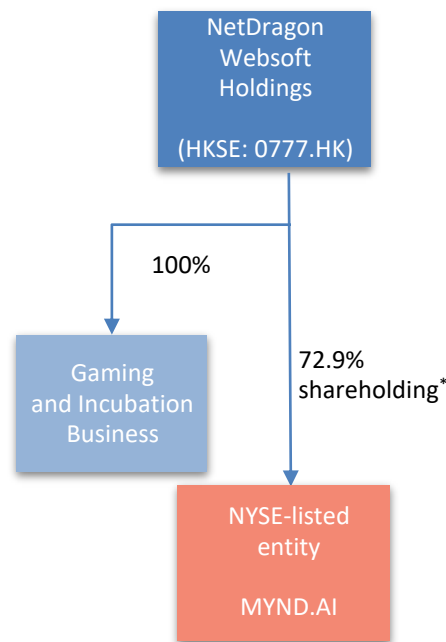 NetDragon
Websoft
Holdings
(HKSE: 0777.HK)
100%
Gaming
and Incubation
Business
72.9%
shareholding*
NYSE-listed
entity
MYND.AI